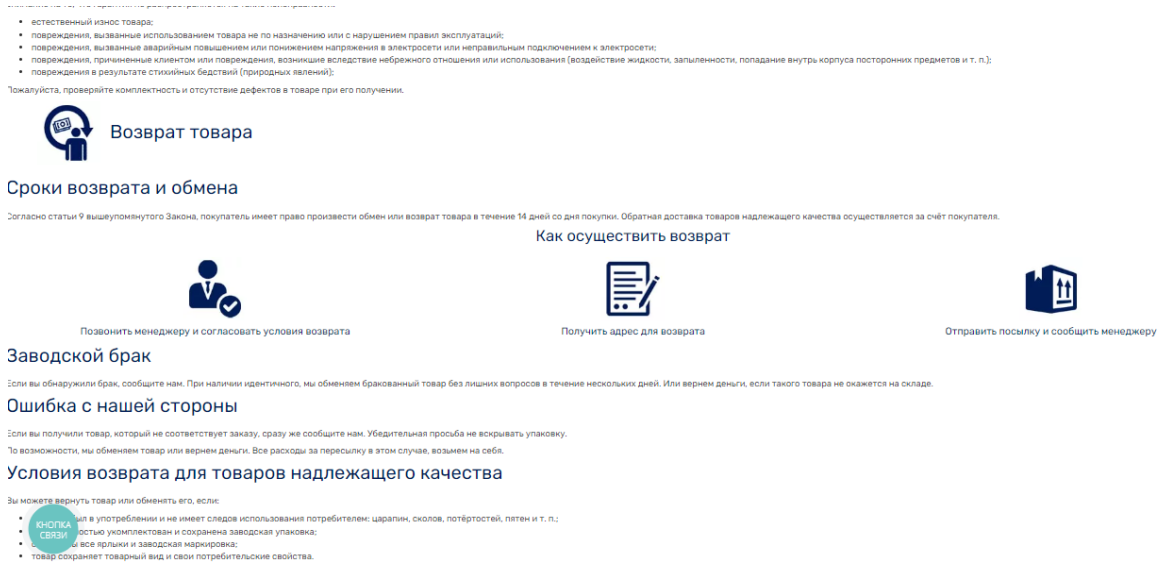 естественный износ товара;
повреждения, вызванные использованием товара не по назначению или с нарушением правил эксплуатаций;
повреждения, вызванные аварийным повышением или понижением напряжения в электросети или неправильным подключением к электросети;
повреждения, причиненные клиентом или повреждения, возникшие вследствие небрежного отношения или использования (воздействие жидкости, запыленности, попадание внутрь корпуса посторонних предметов и т. п.);
повреждения в результате стихийных бедствий (природных явлений);
Пожалуйста, проверяйте комплектность и отсутствие дефектов в товаре при его получении.
Возврат товара
Сроки возврата и обмена
Согласно статьи 9 вышеупомянутого Закона, покупатель имеет право произвести обмен или возврат товара в течение 14 дней со дня покупки. Обратная доставка товаров надлежащего качества осуществляется за счёт покупателя.
Как осуществить возврат
Позвонить менеджеру и согласовать условия возврата
Получить адрес для возврата
Отправить посылку и сообщить менеджеру
Заводской брак
Если вы обнаружили брак, сообщите нам. При наличии идентичного, мы обменяем бракованный товар без лишних вопросов в течение нескольких дней. Или вернем деньги, если такого товара не окажется на складе.
Ошибка с нашей стороны
Если вы получили товар, который не соответствует заказу, сразу же сообщите нам. Убедительная просьба не вскрывать упаковку.
По возможности, мы обменяем товар или вернем деньги. Все расходы за пересылку в этом случае, возьмем на себя.
Условия возврата для товаров надлежащего качества
Вы можете вернуть товар или обменять его, если:
в употреблении и не имеет следов использования потребителем: царапин, сколов, потёртостей, пятен и т. п.;
укомплектован и сохранена заводская упаковка;
все ярлыки и заводская маркировка;
товар сохраняет товарный вид и свои потребительские свойства.
КНОПКА
СВЯЗИ